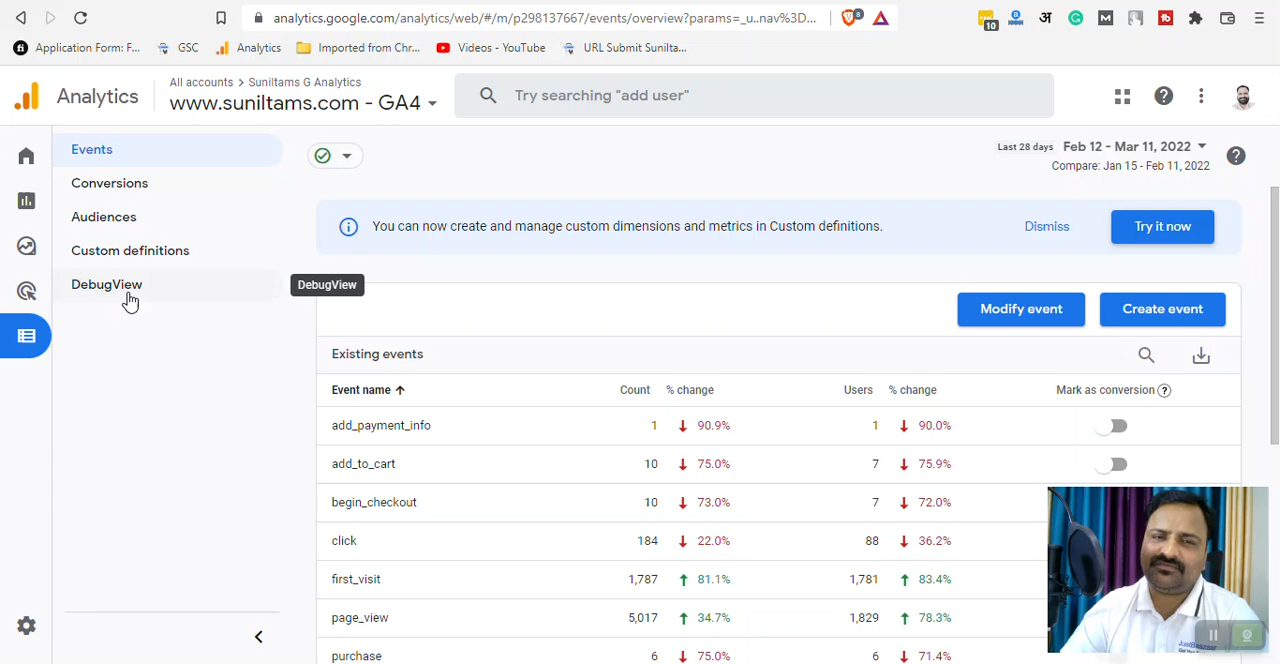 analytics.google.com/analytics/web/#/m/p298137667/events/overview?params=_u..nav%3D...
8
10
अ
M
tb
fi Application Form: F...
GSC
Analytics
Imported from Chr...
Videos - YouTube
URL Submit Sunilta...
Analytics
All accounts > Suniltams G Analytics
www.suniltams.com - GA4
Try searching "add user"
Events
Conversions
Audiences
Custom definitions
DebugView
DebugView
Last 28 days Feb 12 - Mar 11, 2022
Compare: Jan 15 - Feb 11, 2022
You can now create and manage custom dimensions and metrics in Custom definitions.
Dismiss
Try it now
Modify event
Create event
Existing events
Event name Count % change Users % change Mark as conversion
add_payment_info 1 90.9% 1 90.0%
add_to_cart 10 75.0% 7 75.9%
begin_checkout 10 73.0% 7 72.0%
click 184 22.0% 88 36.2%
first_visit 1,787 81.1% 1,781 83.4%
page_view 5,017 34.7% 1,829 78.3%
purchase 6 75.0% 6 71.4%